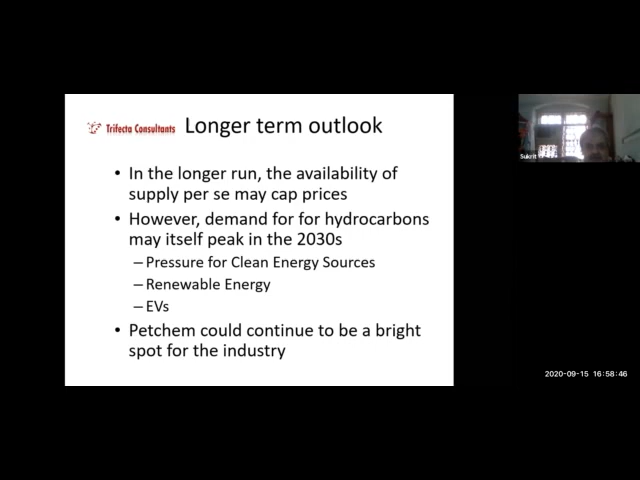 Trifecta Consultants Longer term outlook
• In the longer run, the availability of
supply per se may cap prices
• However, demand for for hydrocarbons
may itself peak in the 2030s
– Pressure for Clean Energy Sources
– Renewable Energy
– EVs
• Petchem could continue to be a bright
spot for the industry
Sukrit
2020-09-15 16:58:46